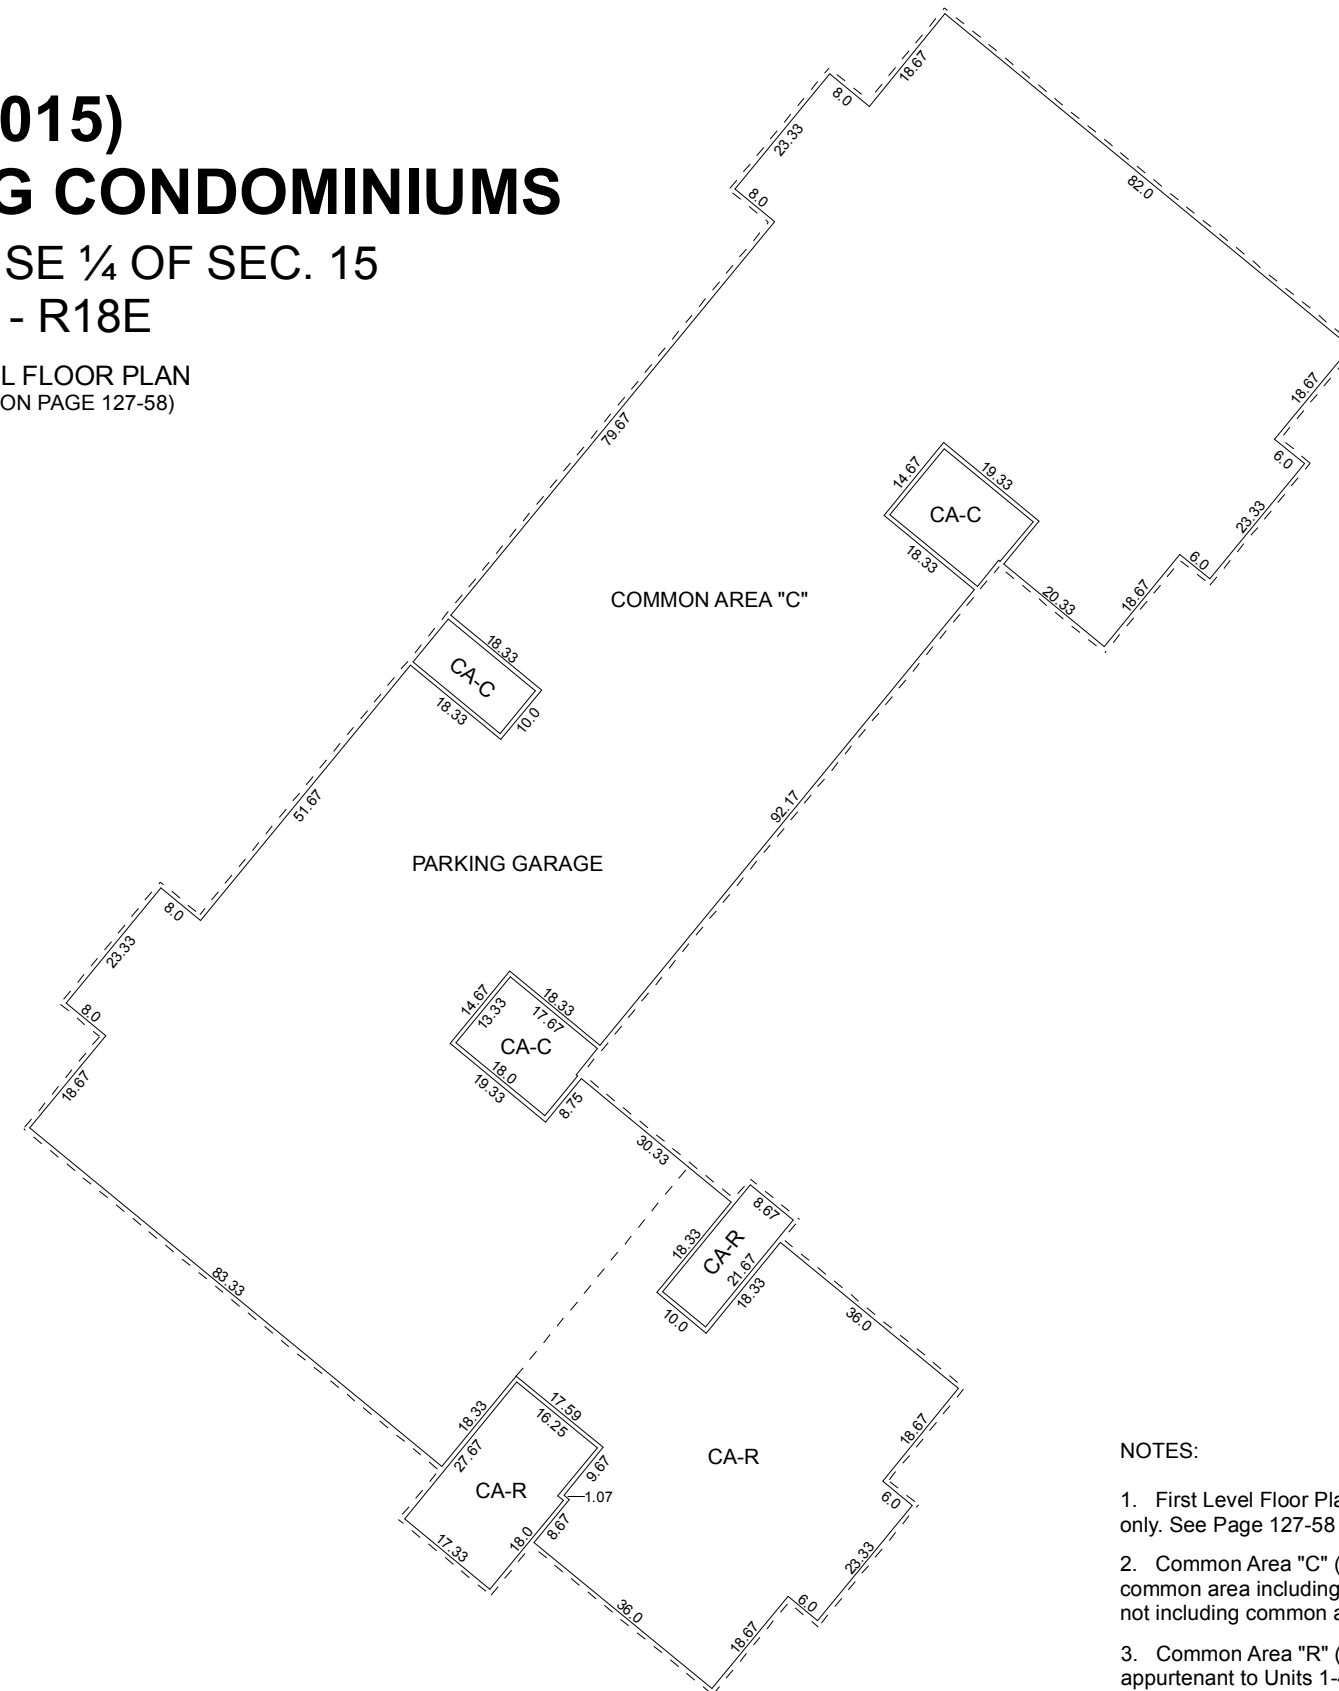 015)
G CONDOMINIUMS
SE ¼ OF SEC. 15
- R18E
L FLOOR PLAN
ON PAGE 127-58)
18.67
8.0
23.33
8.0
82.0
79.67
18.67
6.0
23.33
6.0
18.67
20.33
14.67
19.33
CA-C
18.33
COMMON AREA "C"
18.33
CA-C
18.33
10.0
51.67
92.17
PARKING GARAGE
8.0
23.33
8.0
18.67
14.67
13.33
18.33
17.67
CA-C
18.0
19.33
8.75
30.33
83.33
8.67
18.33
CA-R
21.67
18.33
10.0
36.0
18.67
6.0
23.33
6.0
18.67
36.0
CA-R
18.33
27.67
17.59
16.25
9.67
1.07
CA-R
8.67
18.0
17.33
NOTES:
1. First Level Floor Pla
only. See Page 127-58
2. Common Area "C" (
common area including
not including common a
3. Common Area "R" (
appurtenant to Units 1-